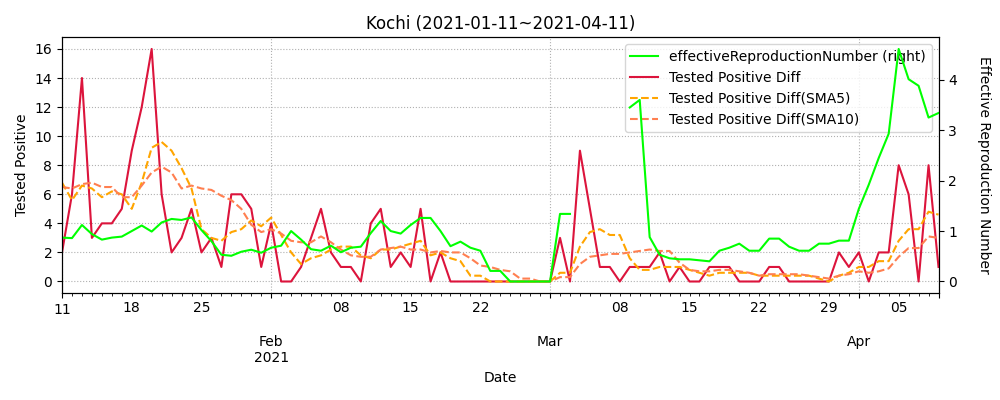 Kochi (2021-01-11~2021-04-11)
effectiveReproductionNumber (right)
Tested Positive Diff
Tested Positive Diff(SMA5)
Tested Positive Diff(SMA10)
Tested Positive
16
14
12
10
8
6
4
2
0
4
3
2
1
0
Effective Reproduction Number
11 18 25 08 15 22 08 15 22 29 05
Feb Mar Apr
2021
Date